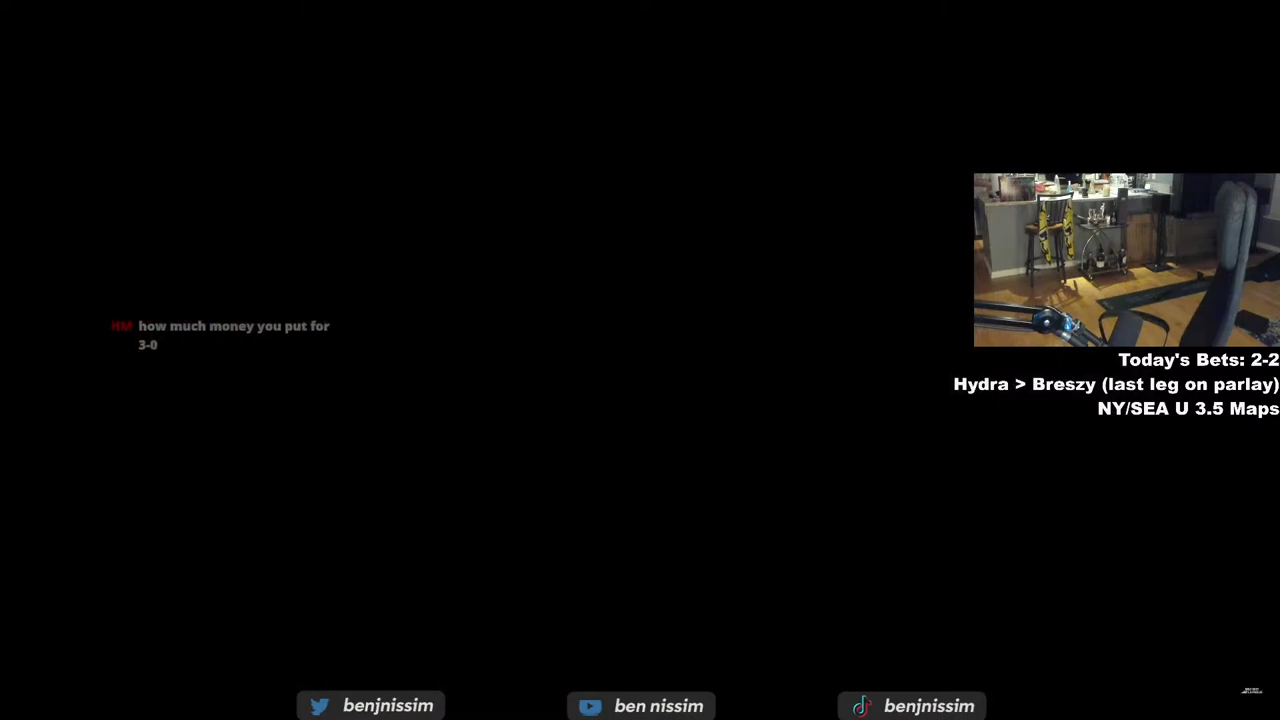 HM how much money you put for
3-0
Today's Bets: 2-2
Hydra > Breszy (last leg on parlay)
NY/SEA U 3.5 Maps
benjnissim
ben nissim
benjnissim